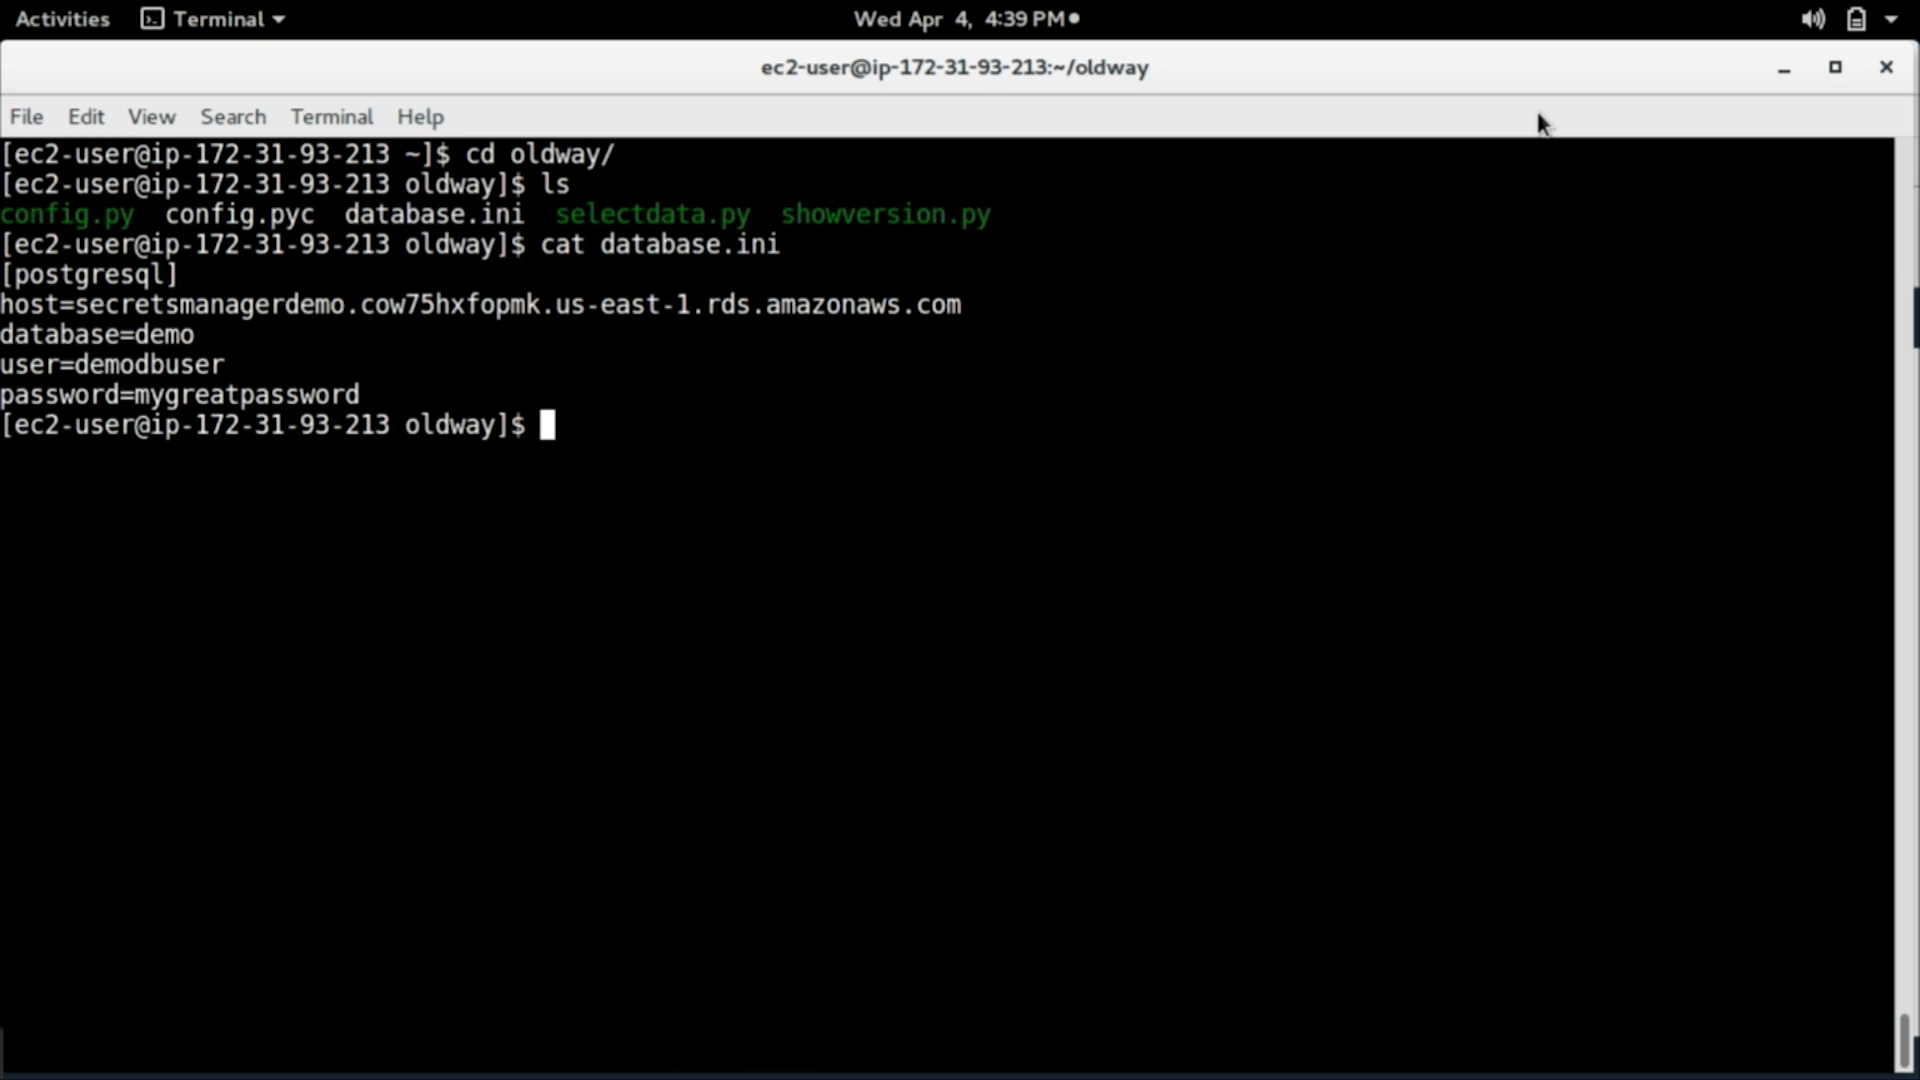 Activities Terminal Wed Apr 4, 4:39 PM
ec2-user@ip-172-31-93-213:~/oldway
File Edit View Search Terminal Help
[ec2-user@ip-172-31-93-213 ~]$ cd oldway/
[ec2-user@ip-172-31-93-213 oldway]$ ls
config.py config.pyc database.ini selectdata.py showversion.py
[ec2-user@ip-172-31-93-213 oldway]$ cat database.ini
[postgresql]
host=secretsmanagerdemo.cow75hxfopmk.us-east-1.rds.amazonaws.com
database=demo
user=demodbuser
password=mygreatpassword
[ec2-user@ip-172-31-93-213 oldway]$